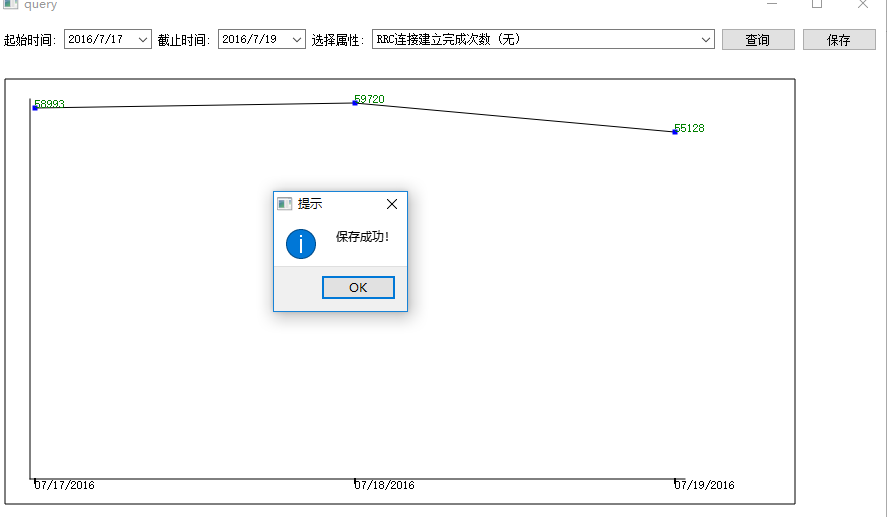 query
起始时间: 2016/7/17 截止时间: 2016/7/19 选择属性: RRC连接建立完成次数 (无) 查询 保存
58993 59720 55128
提示
保存成功!
OK
07/17/2016 07/18/2016 07/19/2016